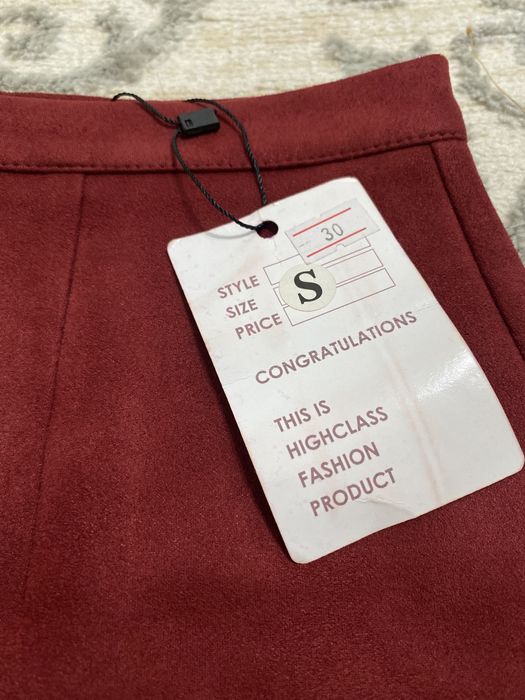 30
STYLE
SIZE
PRICE
S
CONGRATULATIONS
THIS IS
HIGHCLASS
FASHION
PRODUCT